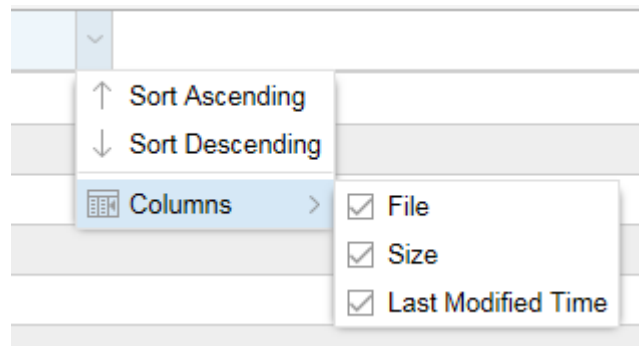 Sort Ascending
Sort Descending
Columns
File
Size
Last Modified Time